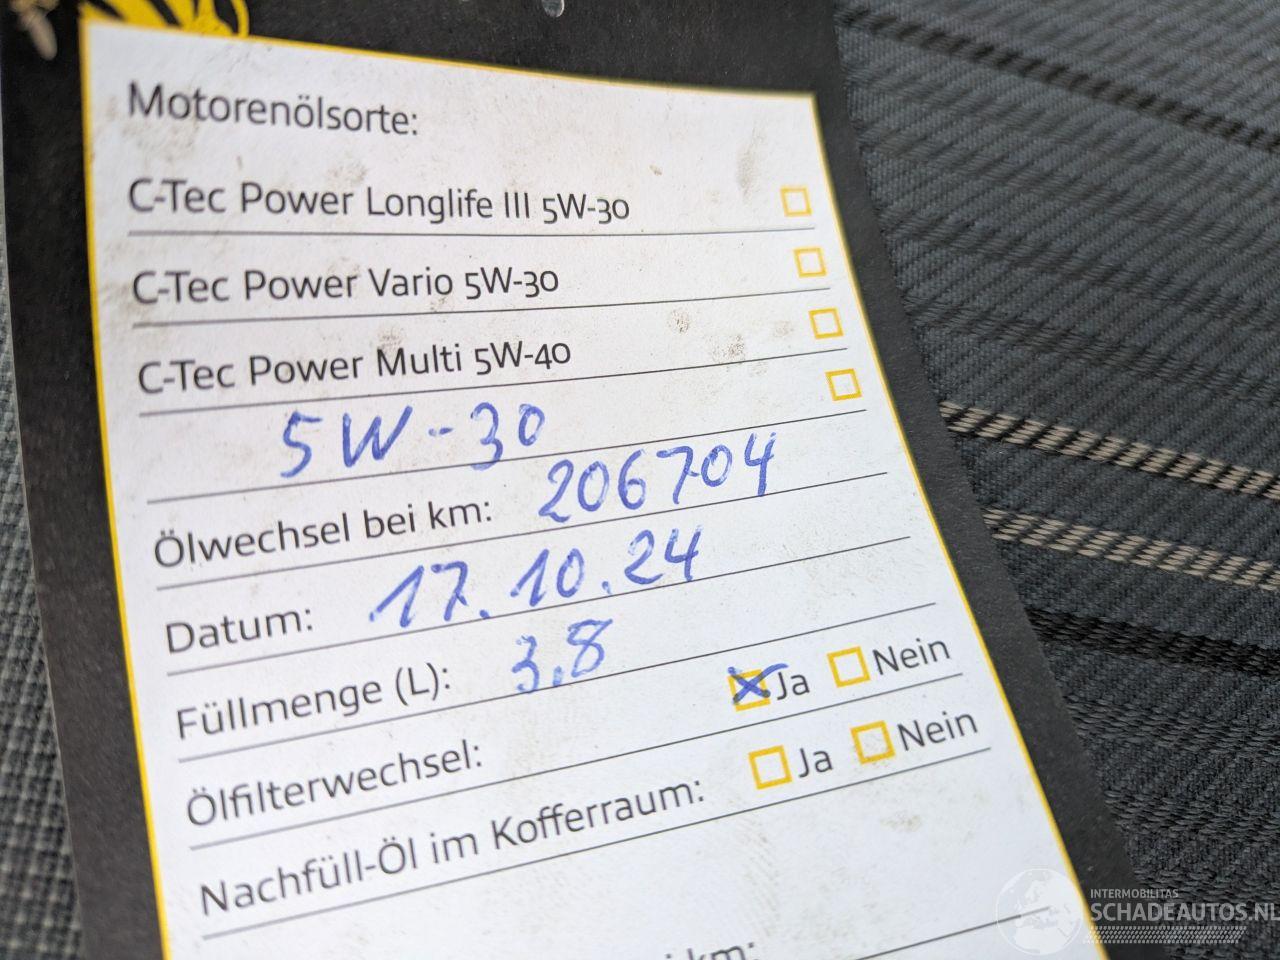 Motorenölsorte:
C-Tec Power Longlife III 5W-30
C-Tec Power Vario 5W-30
C-Tec Power Multi 5W-40
5W-30
Ölwechsel bei km: 206704
Datum: 17.10.24
Füllmenge (L): 3.8
Ölfilterwechsel: Ja Nein
Nachfüll-Öl im Kofferraum: Ja Nein
km:
INTERMOBILITAS
SCHADEAUTOS.NL